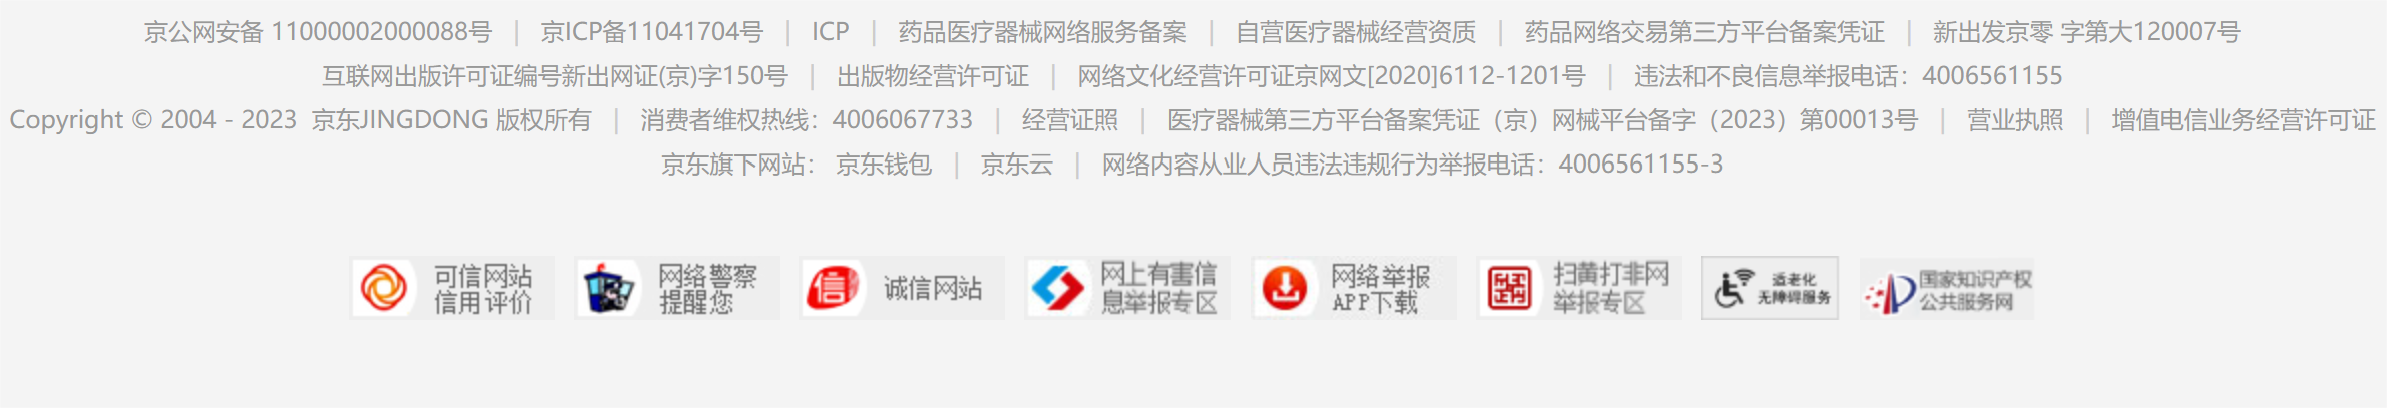 京公网安备 11000002000088号 | 京ICP备11041704号 | ICP | 药品医疗器械网络服务备案 | 自营医疗器械经营资质 | 药品网络交易第三方平台备案凭证 | 新出发京零 字第大120007号
互联网出版许可证编号新出网证(京)字150号 | 出版物经营许可证 | 网络文化经营许可证京网文[2020]6112-1201号 | 违法和不良信息举报电话：4006561155
Copyright © 2004 - 2023 京东JINGDONG 版权所有 | 消费者维权热线：4006067733 | 经营证照 | 医疗器械第三方平台备案凭证（京）网械平台备字（2023）第00013号 | 营业执照 | 增值电信业务经营许可证
京东旗下网站： 京东钱包 | 京东云 | 网络内容从业人员违法违规行为举报电话：4006561155-3
可信网站
信用评价
网络警察
提醒您
诚信网站
网上有害信
息举报专区
网络举报
APP下载
扫黄打非网
举报专区
适老化
无障碍服务
国家知识产权
公共服务网